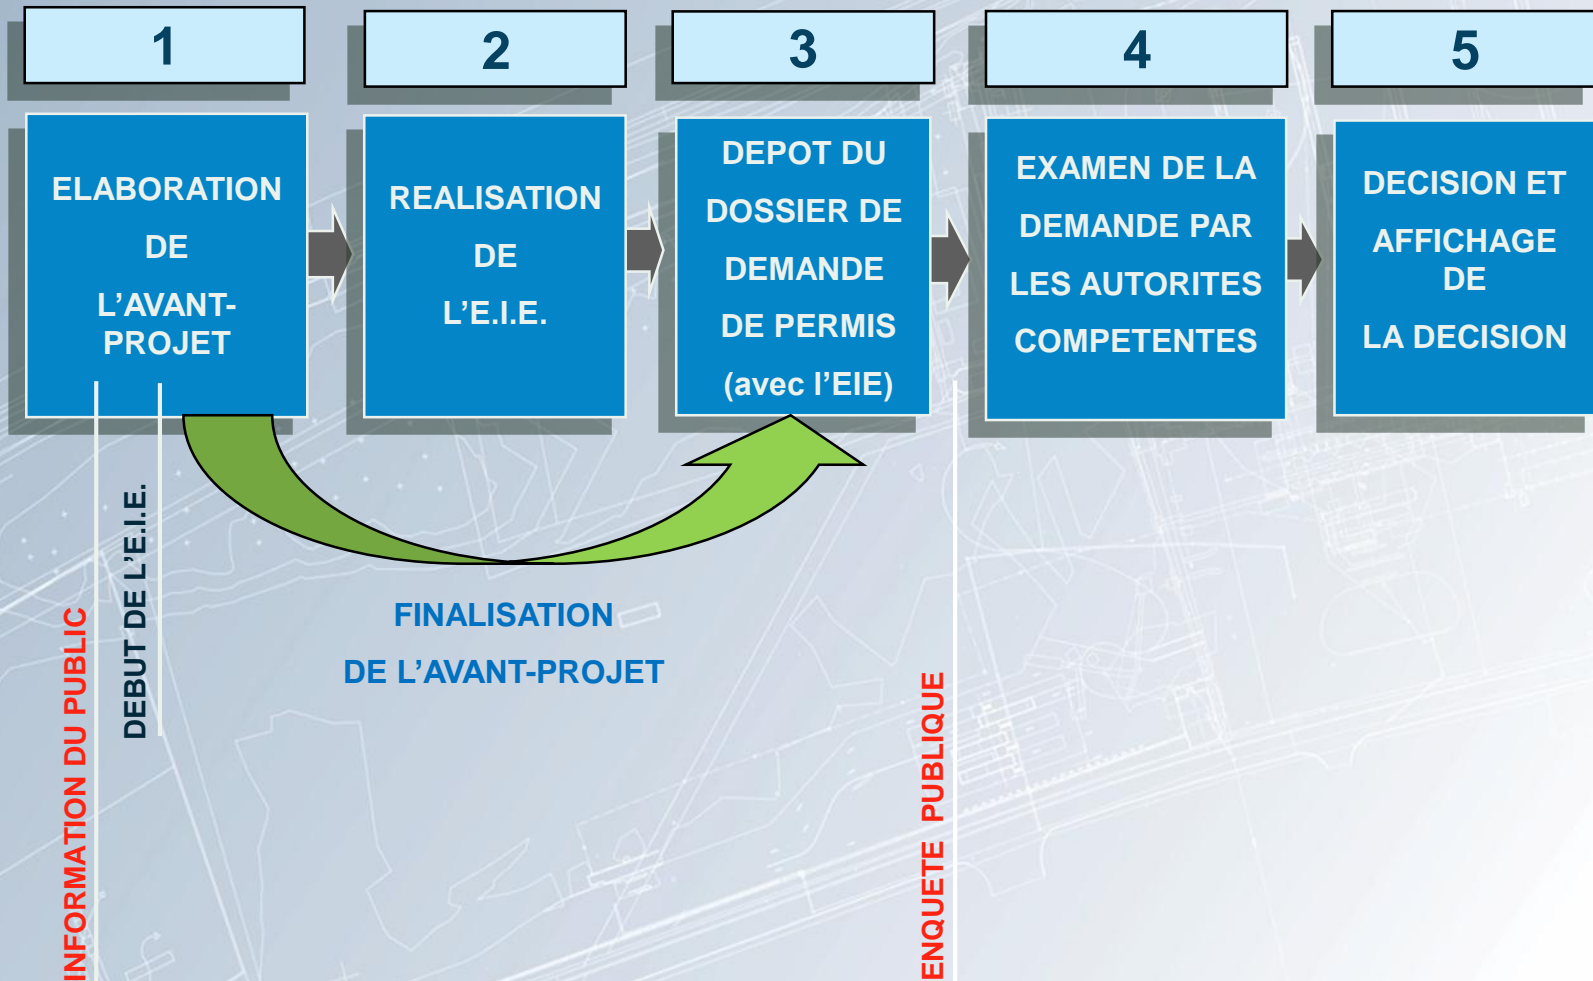 1
2
3
4
5
ELABORATION
DE
L’AVANT-
PROJET
REALISATION
DE
L’E.I.E.
DEPOT DU
DOSSIER DE
DEMANDE
DE PERMIS
(avec l’EIE)
EXAMEN DE LA
DEMANDE PAR
LES AUTORITES
COMPETENTES
DECISION ET
AFFICHAGE
DE
LA DECISION
INFORMATION DU PUBLIC
DEBUT DE L’E.I.E.
FINALISATION
DE L’AVANT-PROJET
ENQUETE PUBLIQUE